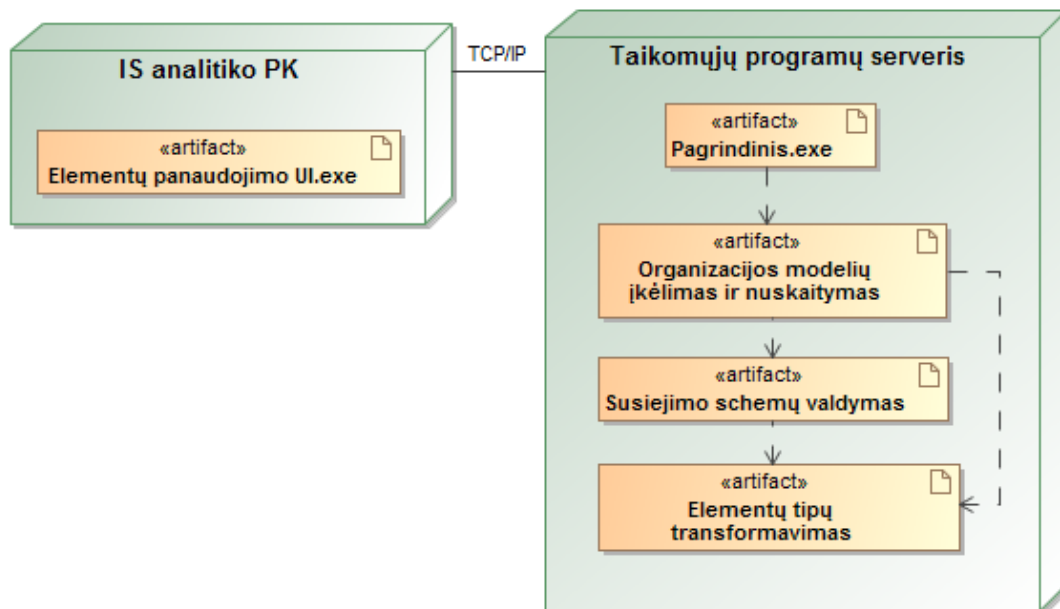 IS analitiko PK
«artifact»
Elementų panaudojimo UI.exe
TCP/IP
Taikomųjų programų serveris
«artifact»
Pagrindinis.exe
«artifact»
Organizacijos modelių
įkėlimas ir nuskaitymas
«artifact»
Susiejimo schemų valdymas
«artifact»
Elementų tipų
transformavimas